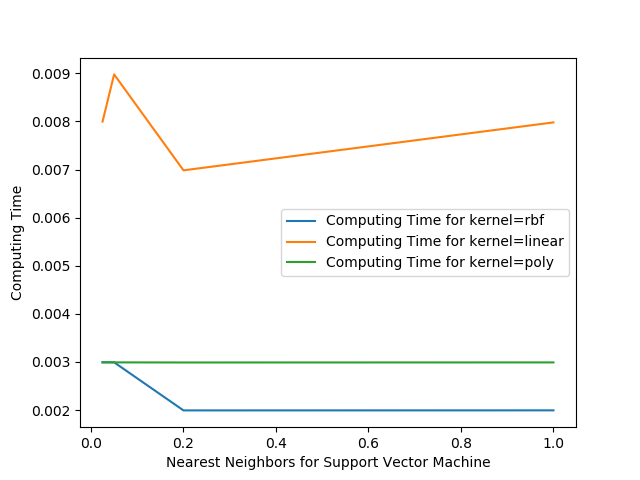 0.009
0.008
0.007
0.006
0.005
0.004
0.003
0.002
Computing Time
Computing Time for kernel=rbf
Computing Time for kernel=linear
Computing Time for kernel=poly
0.0 0.2 0.4 0.6 0.8 1.0
Nearest Neighbors for Support Vector Machine